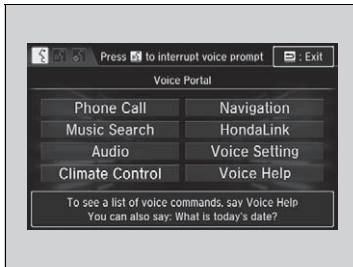 Press to interrupt voice prompt : Exit
Voice Portal
Phone Call Navigation
Music Search HondaLink
Audio Voice Setting
Climate Control Voice Help
To see a list of voice commands, say Voice Help
You can also say: What is today's date?